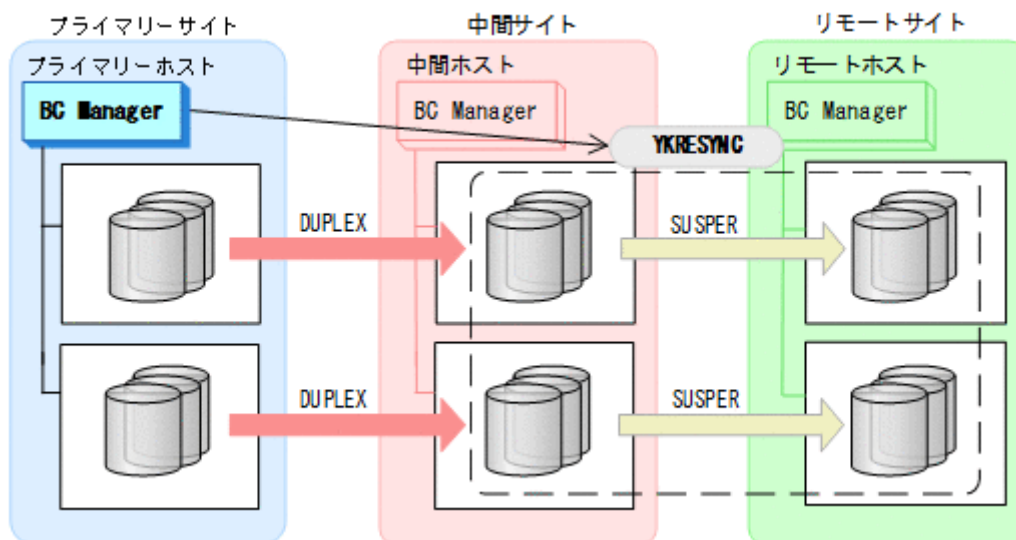 プライマリーサイト
中間サイト
リモートサイト
プライマリーホスト
中間ホスト
リモートホスト
BC Manager
BC Manager
BC Manager
YKRESYNC
DUPLEX
SUSPER
DUPLEX
SUSPER